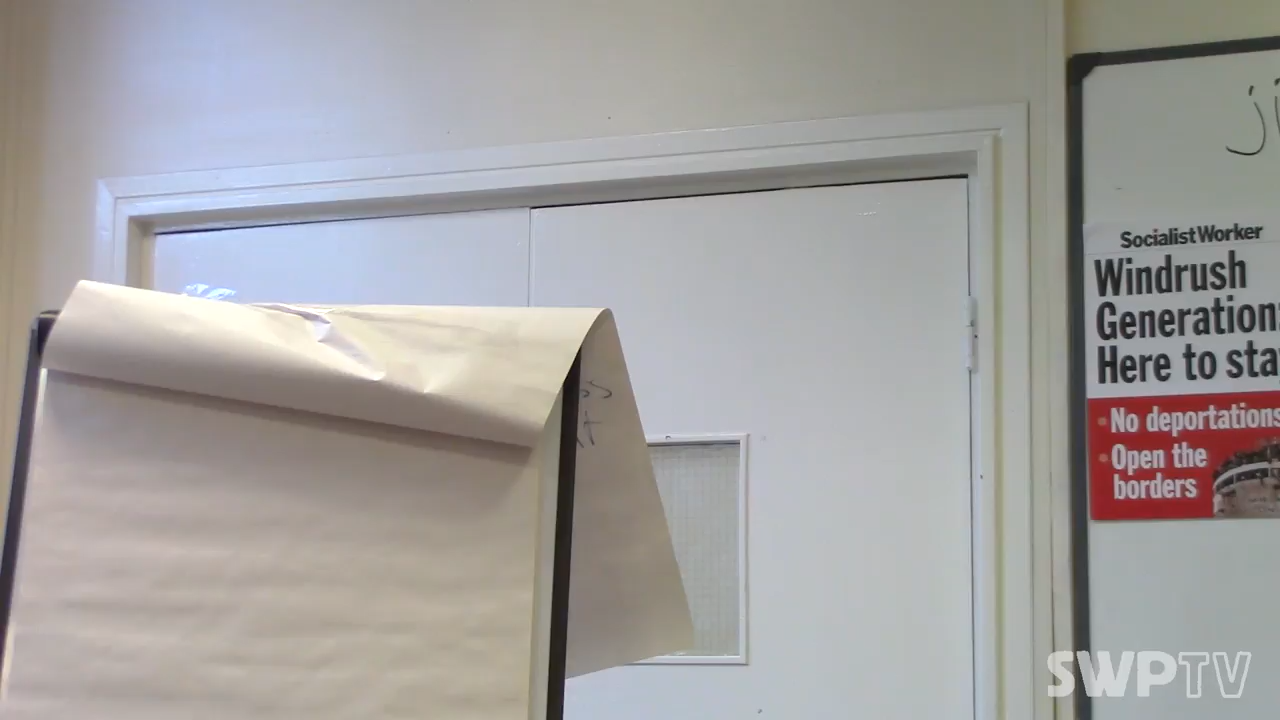 Socialist Worker
Windrush
Generation:
Here to sta
No deportations
Open the
borders
SWPTV